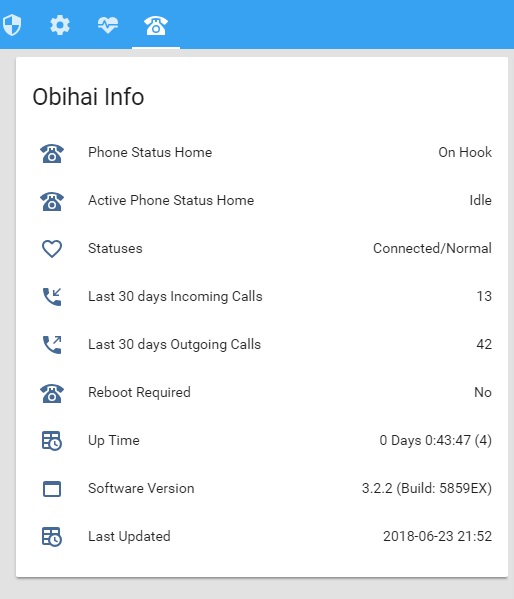 Obihai Info
Phone Status Home On Hook
Active Phone Status Home Idle
Statuses Connected/Normal
Last 30 days Incoming Calls 13
Last 30 days Outgoing Calls 42
Reboot Required No
Up Time 0 Days 0:43:47 (4)
Software Version 3.2.2 (Build: 5859EX)
Last Updated 2018-06-23 21:52